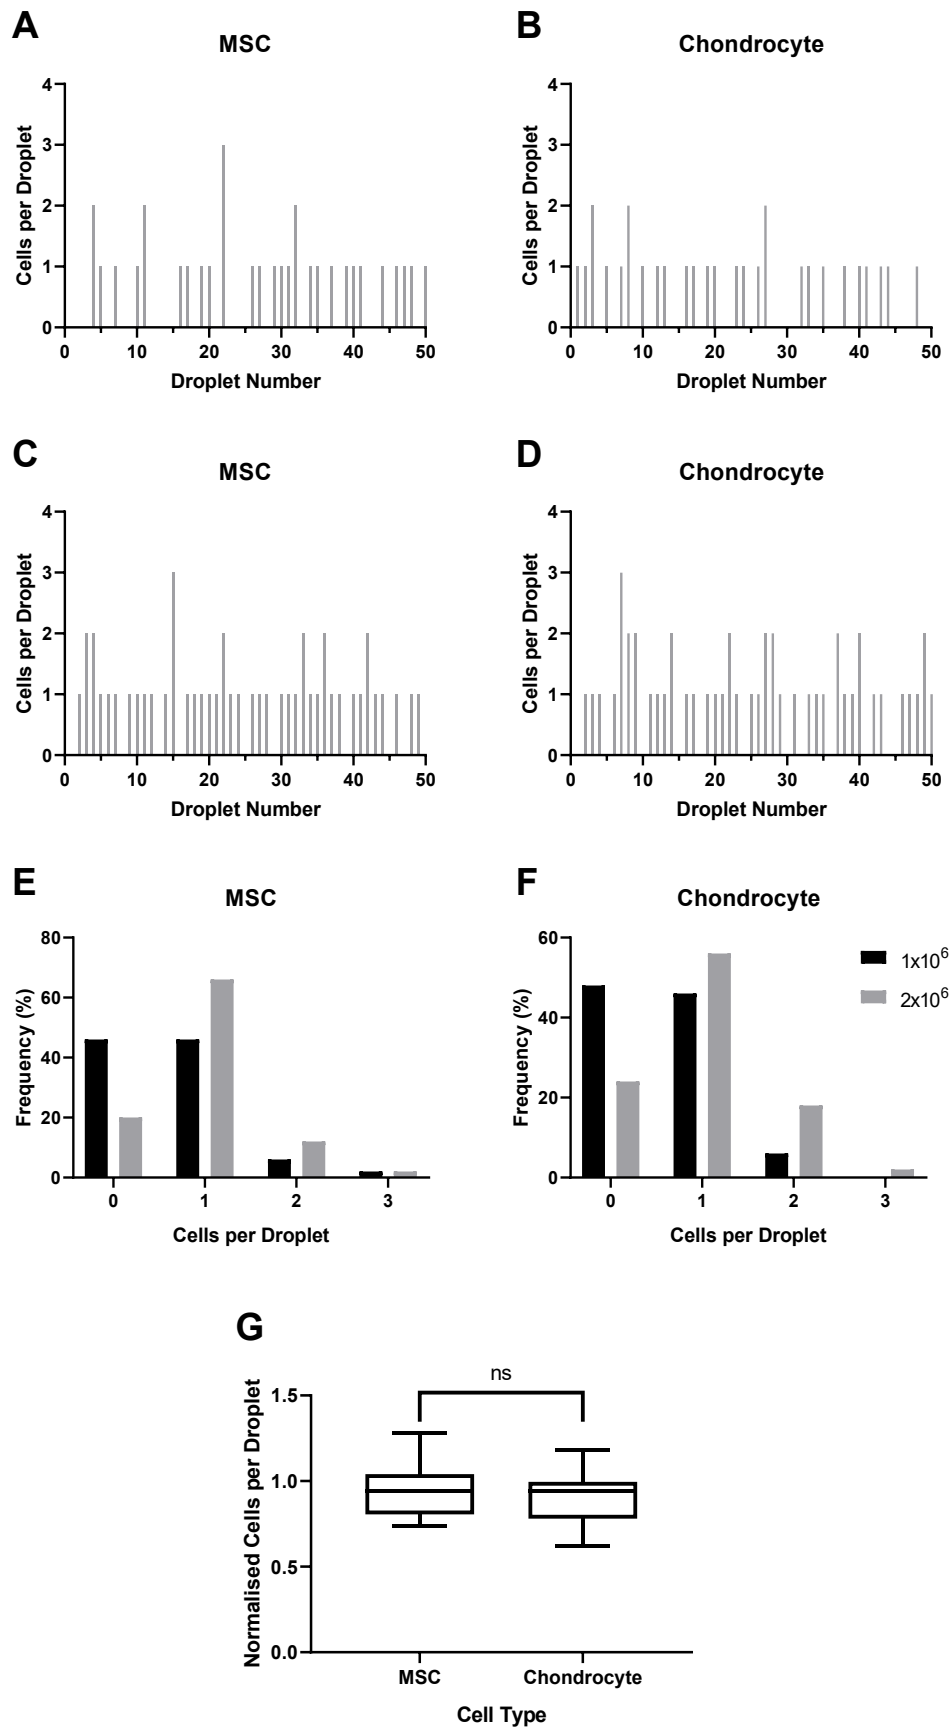 A
MSC
Cells per Droplet
4
3
2
1
0
0 10 20 30 40 50
Droplet Number
B
Chondrocyte
Cells per Droplet
4
3
2
1
0
0 10 20 30 40 50
Droplet Number
C
MSC
Cells per Droplet
4
3
2
1
0
0 10 20 30 40 50
Droplet Number
D
Chondrocyte
Cells per Droplet
4
3
2
1
0
0 10 20 30 40 50
Droplet Number
E
MSC
Frequency (%)
80
60
40
20
0
0 1 2 3
Cells per Droplet
F
Chondrocyte
Frequency (%)
60
40
20
0
0 1 2 3
Cells per Droplet
1x10⁶
2x10⁶
G
ns
Normalised Cells per Droplet
1.5
1.0
0.5
0.0
MSC Chondrocyte
Cell Type